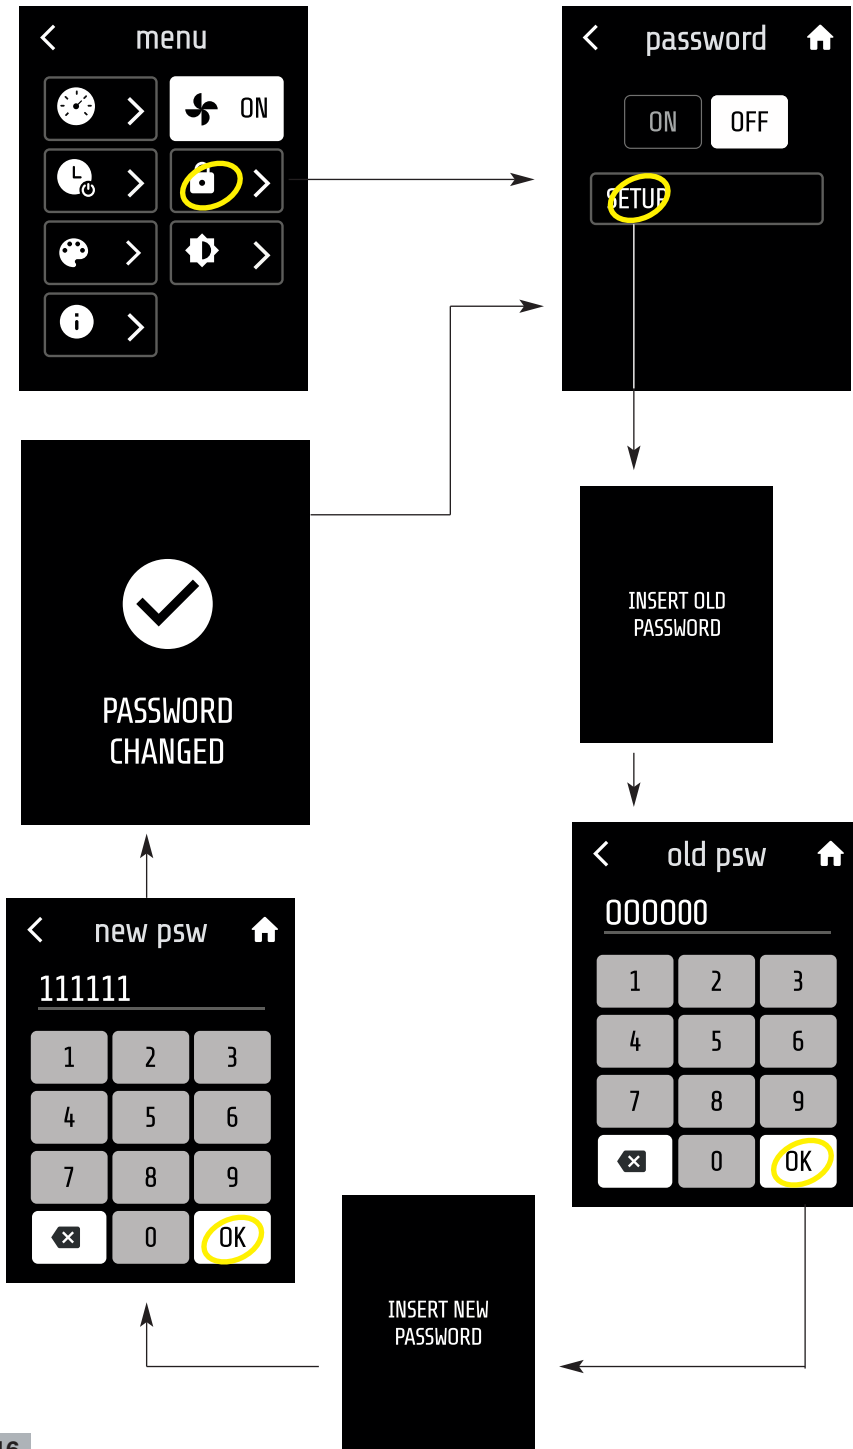 menu
ON
password
ON
OFF
SETUP
INSERT OLD
PASSWORD
old psw
000000
1 2 3
4 5 6
7 8 9
0 OK
INSERT NEW
PASSWORD
new psw
111111
1 2 3
4 5 6
7 8 9
0 OK
PASSWORD
CHANGED
16